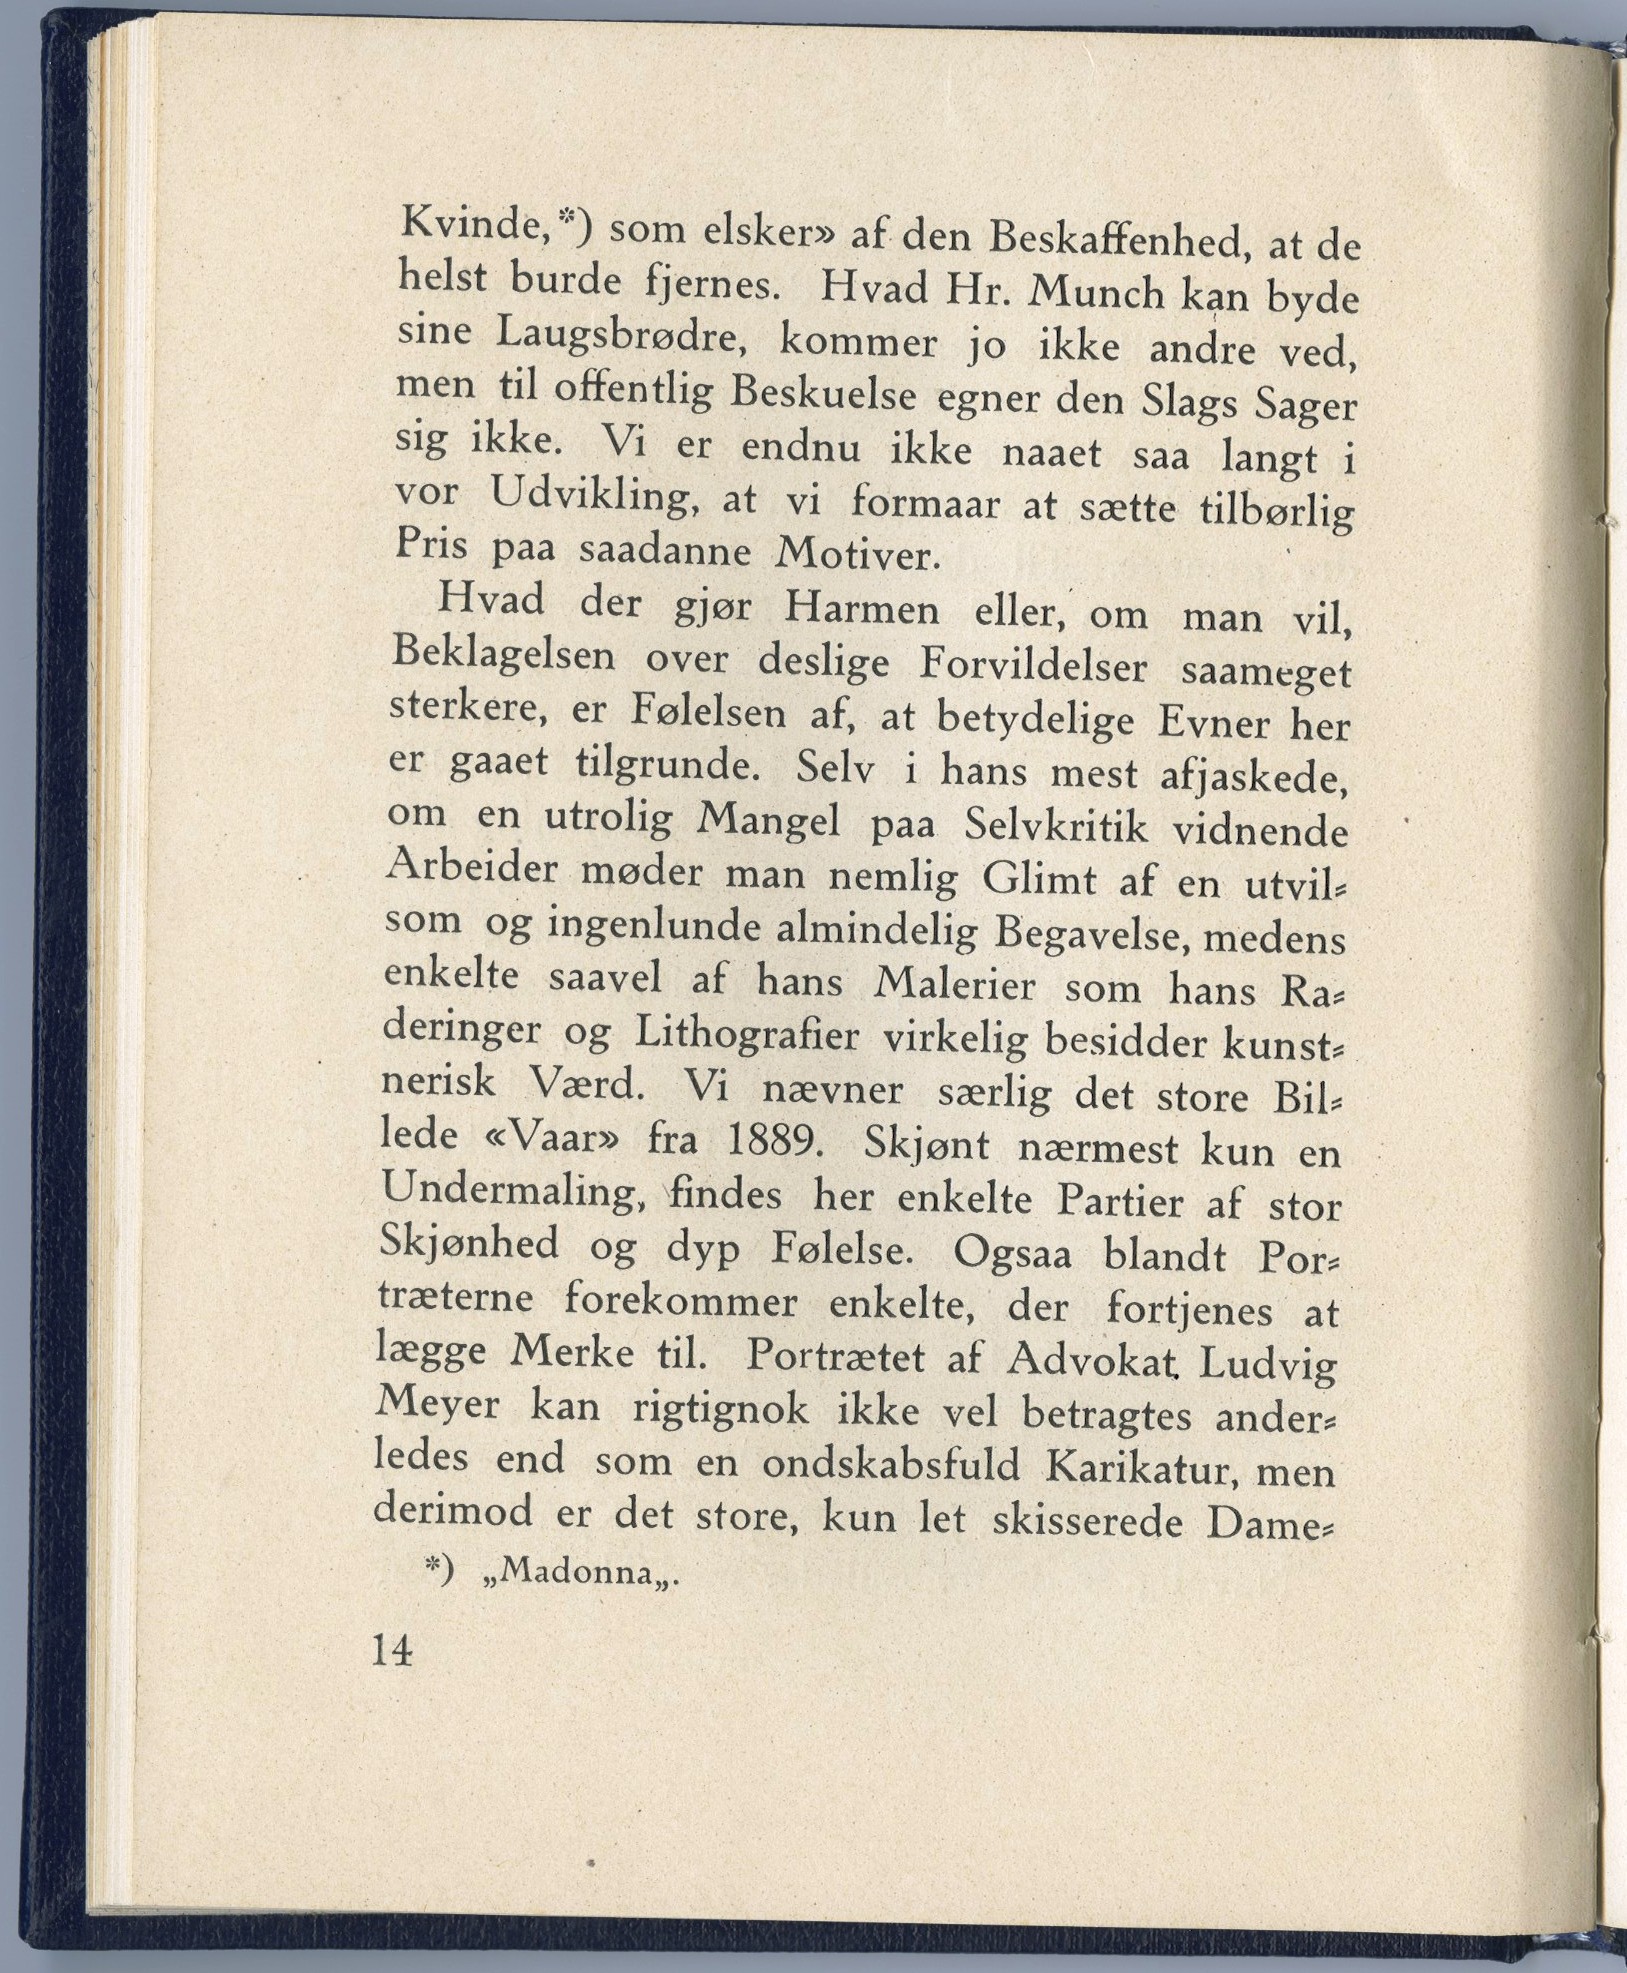 Kvinde,*) som elsker» af den Beskaffenhed, at de
helst burde fjernes. Hvad Hr. Munch kan byde
sine Laugsbrødre, kommer jo ikke andre ved,
men til offentlig Beskuelse egner den Slags Sager
sig ikke. Vi er endnu ikke naaet saa langt i
vor Udvikling, at vi formaar at sætte tilbørlig
Pris paa saadanne Motiver.
Hvad der gjør Harmen eller, om man vil,
Beklagelsen over deslige Forvildelser saameget
sterkere, er Følelsen af, at betydelige Evner her
er gaaet tilgrunde. Selv i hans mest afjaskede,
om en utrolig Mangel paa Selvkritik vidnende
Arbeider møder man nemlig Glimt af en utvil⸗
som og ingenlunde almindelig Begavelse, medens
enkelte saavel af hans Malerier som hans Ra⸗
deringer og Lithografier virkelig besidder kunst⸗
nerisk Værd. Vi nævner særlig det store Bil⸗
lede «Vaar» fra 1889. Skjønt nærmest kun en
Undermaling, findes her enkelte Partier af stor
Skjønhed og dyp Følelse. Ogsaa blandt Por⸗
træterne forekommer enkelte, der fortjenes at
lægge Merke til. Portrætet af Advokat Ludvig
Meyer kan rigtignok ikke vel betragtes ander⸗
ledes end som en ondskabsfuld Karikatur, men
derimod er det store, kun let skisserede Dame⸗
*) „Madonna„.
14